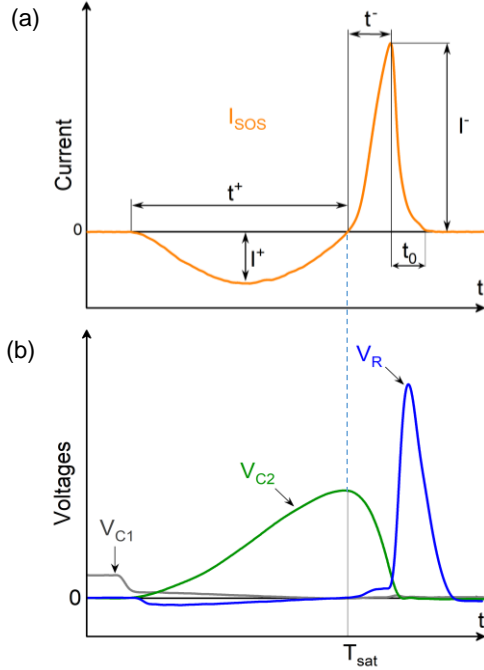 (a)
t⁻
I_SOS
Current
I⁻
t⁺
0
I⁺
t₀
t
(b)
V_R
V_C2
Voltages
V_C1
0
t
T_sat